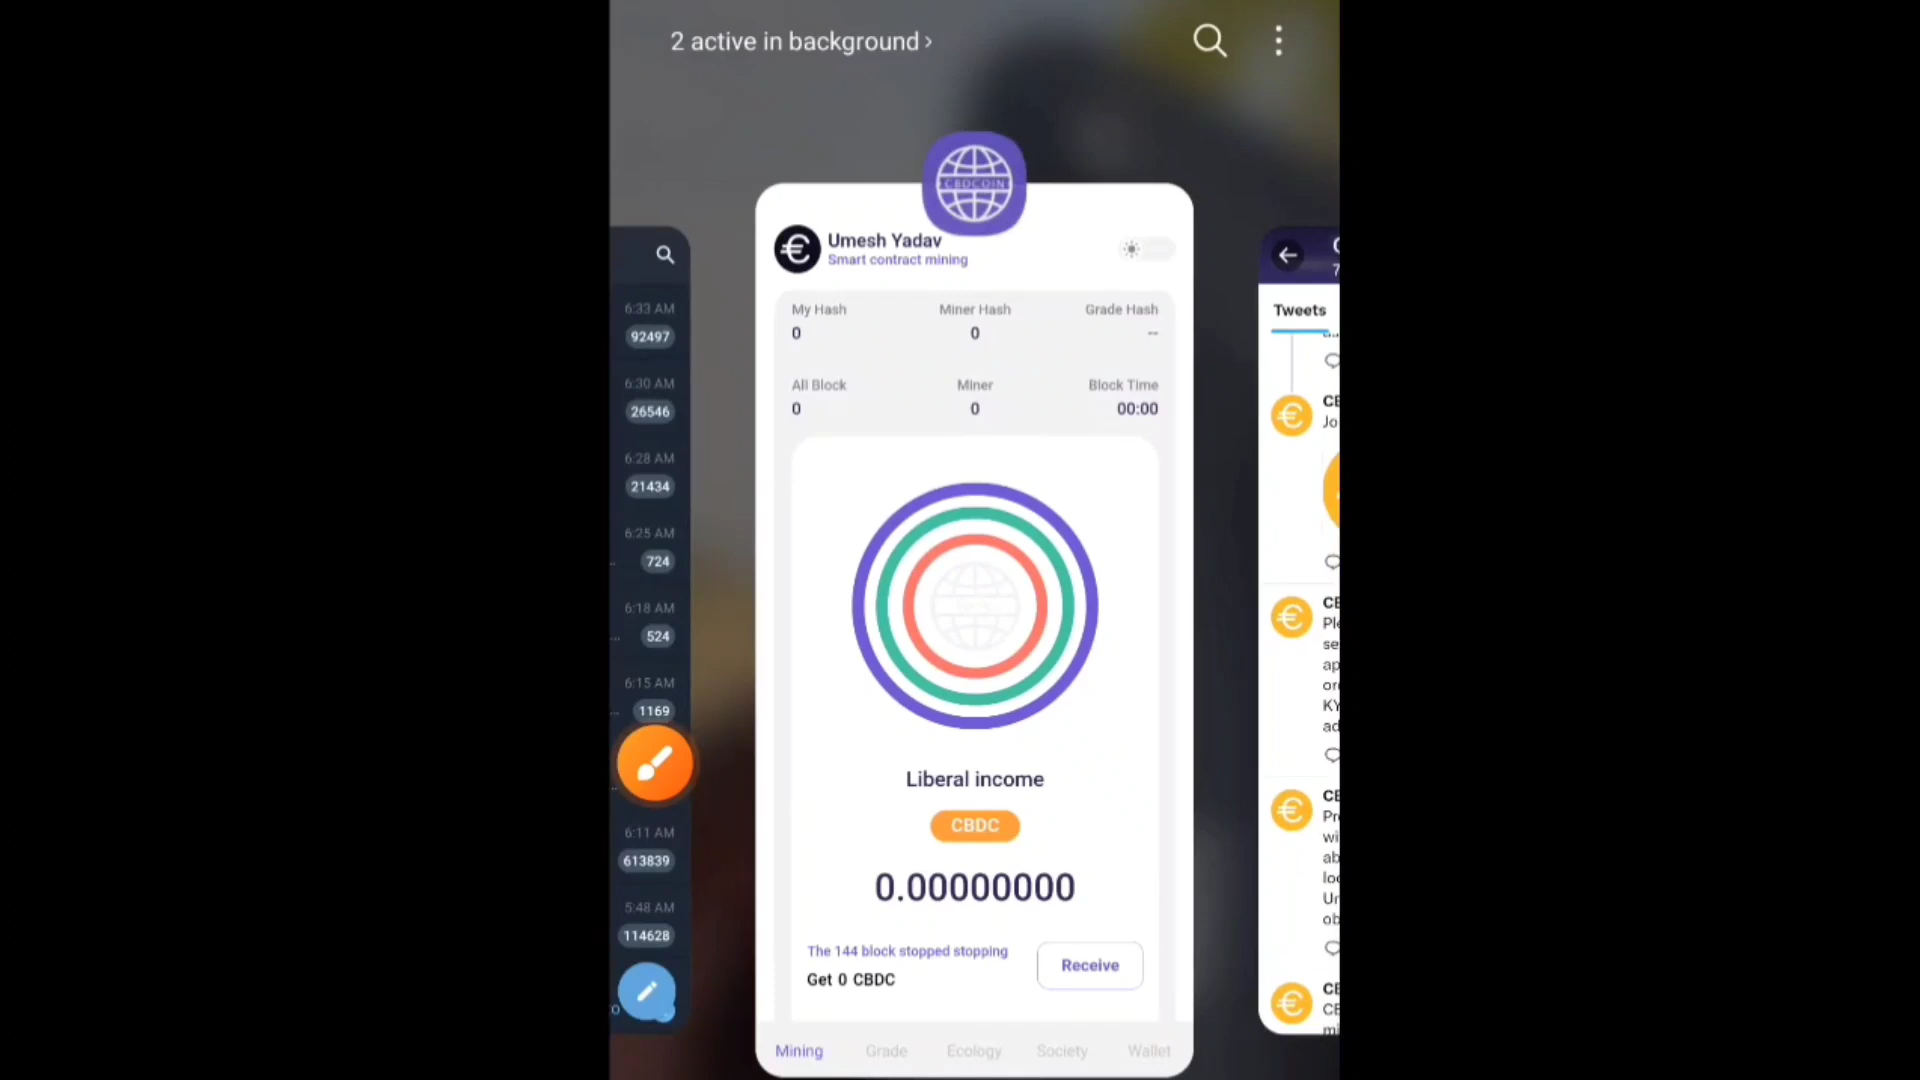 2 active in background ›
CBDCOIN
Umesh Yadav
Smart contract mining
My Hash
Miner Hash
Grade Hash
0
0
--
All Block
Miner
Block Time
0
0
00:00
Liberal income
CBDC
0.00000000
The 144 block stopped stopping
Get 0 CBDC
Receive
Mining
Grade
Ecology
Society
Wallet
6:33 AM
92497
6:30 AM
26546
6:28 AM
21434
6:25 AM
724
6:18 AM
524
6:15 AM
1169
6:11 AM
613839
5:48 AM
114628
Tweets